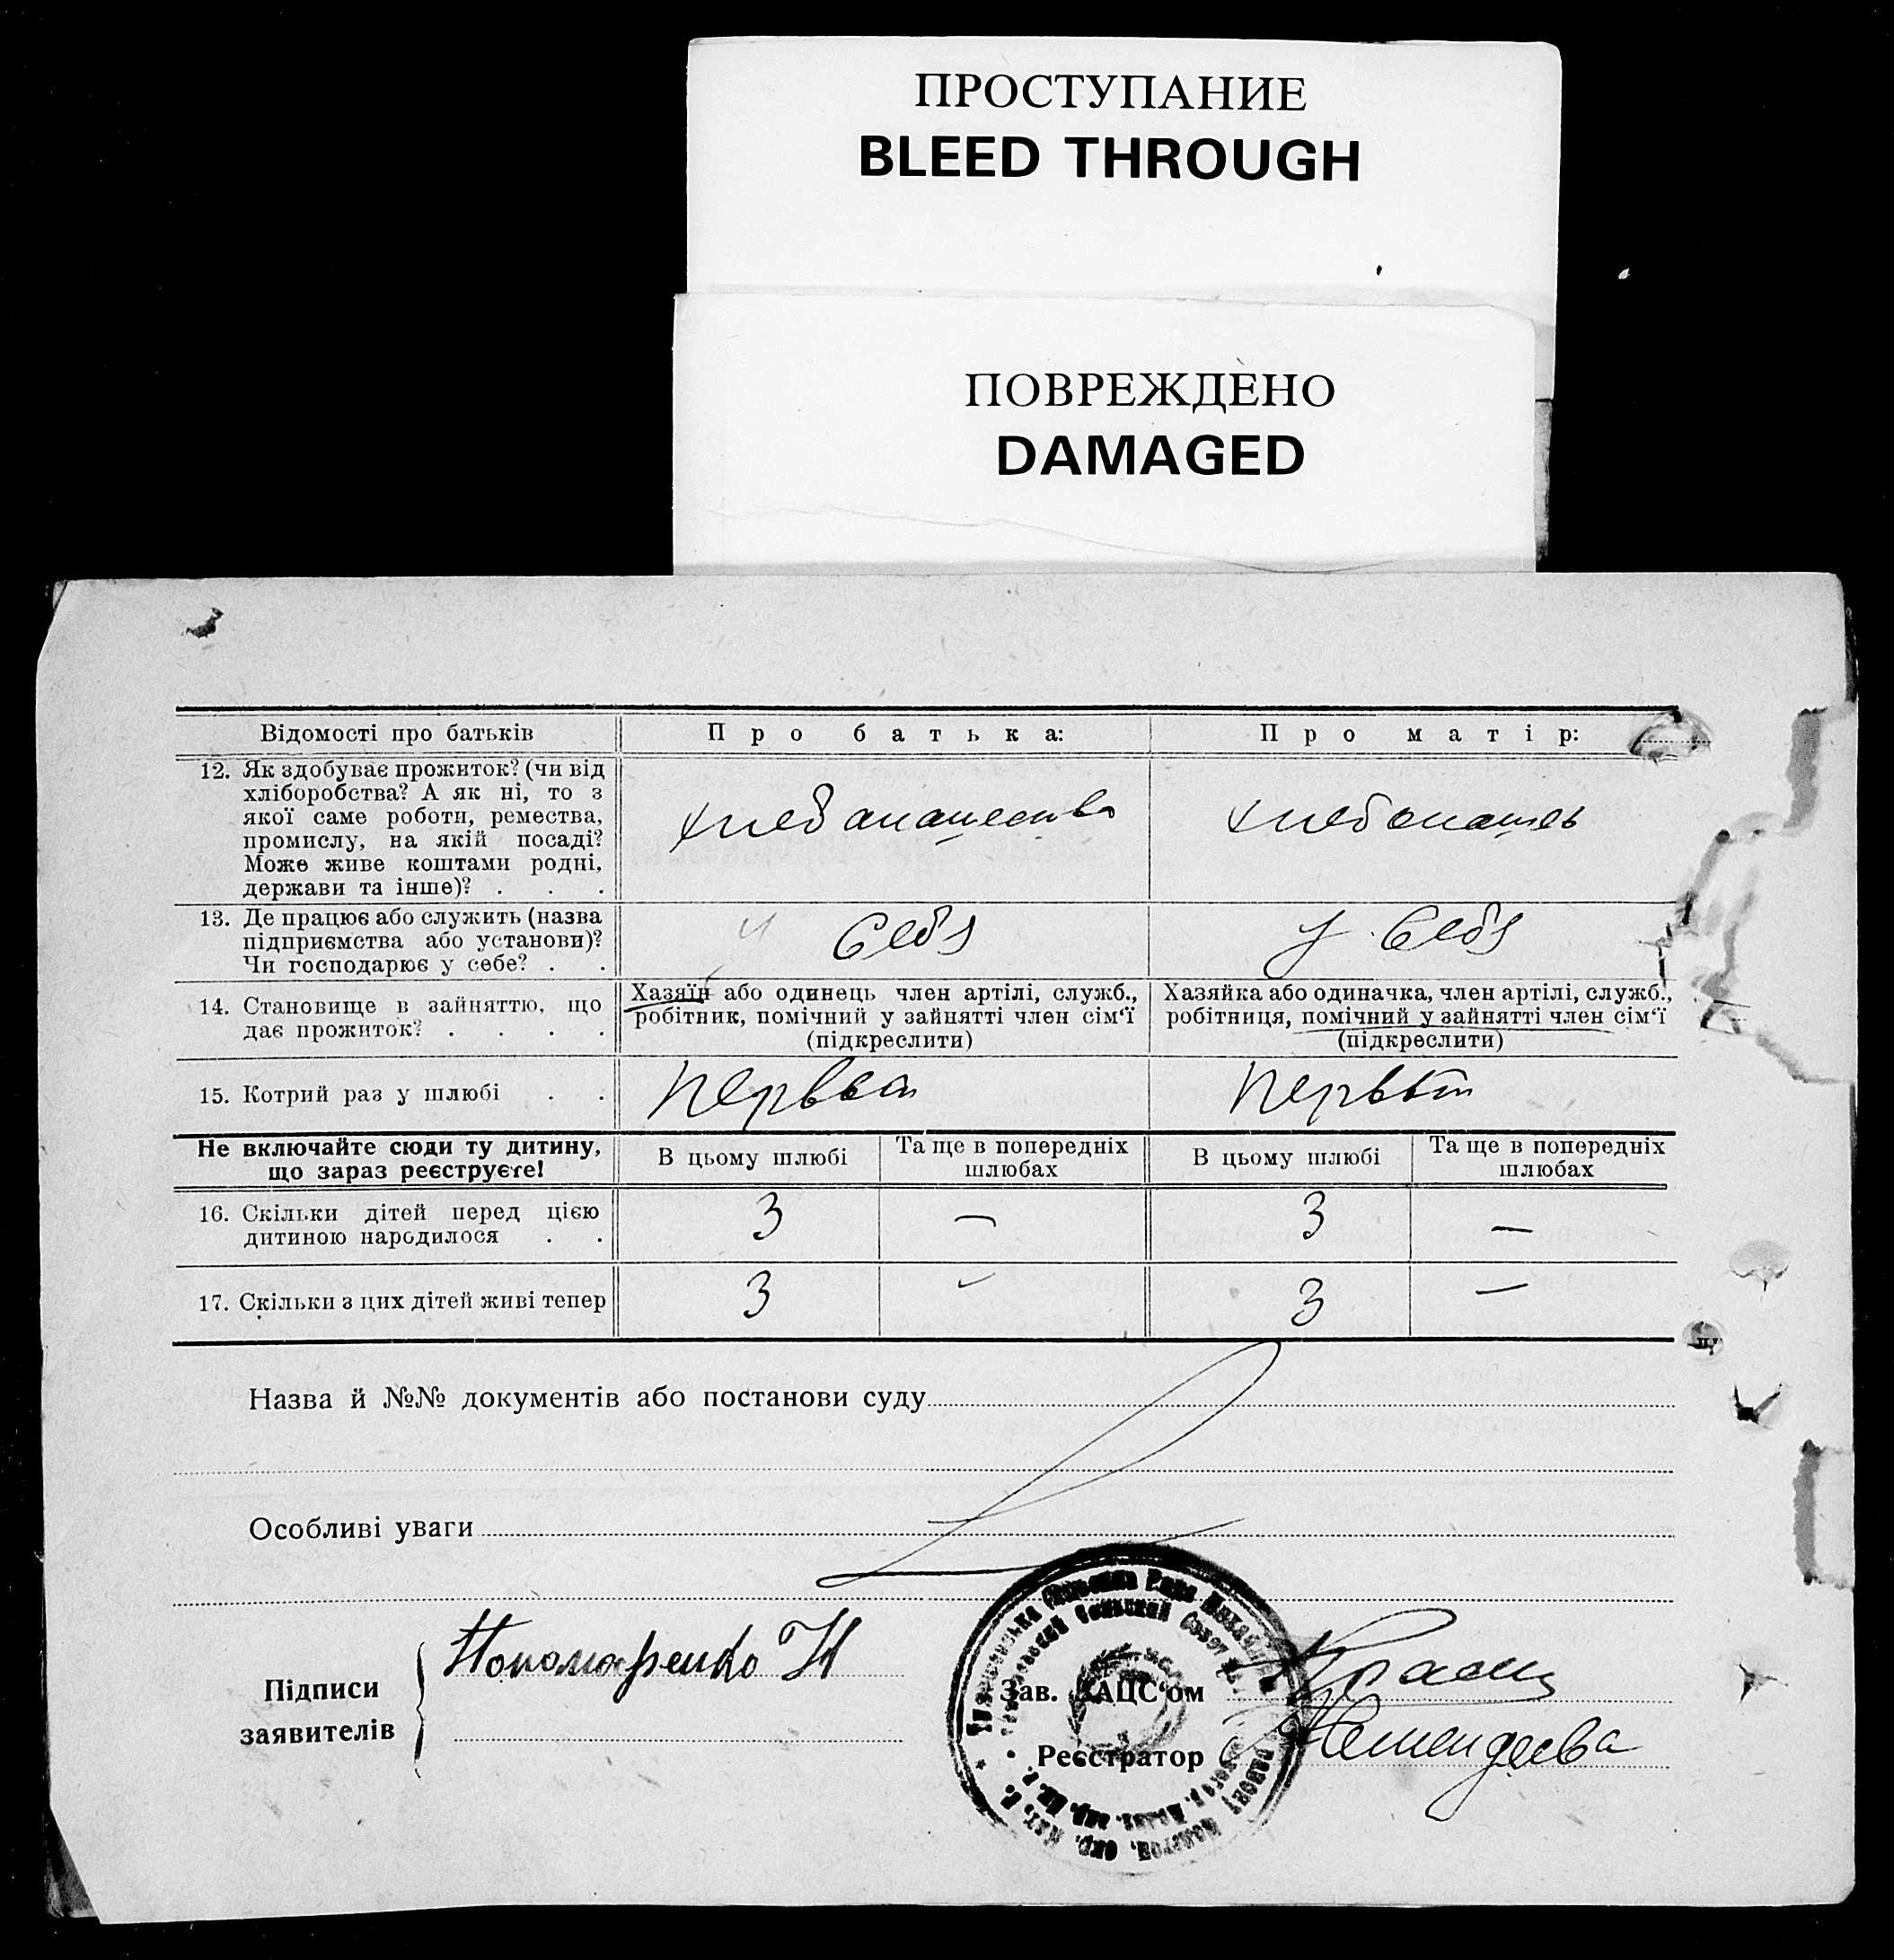 ПРОСТУПАНИЕ
BLEED THROUGH
ПОВРЕЖДЕНО
DAMAGED
Відомості про батьків
Про батька:
Про матір:
12. Як здобуває прожиток? (чи від
хліборобства? А як ні, то з
якої саме роботи, ремества,
промислу, на якій посаді?
Може живе коштами родні,
держави та інше)? . . .
хлебапашество
хлебопашев
13. Де працює або служить (назва
підприємства або установи)?
Чи господарює у себе? . .
у себя
у себя
14. Становище в зайняттю, що
дає прожиток? . . . .
Хазяїн або одинець член артілі, служб.,
робітник, помічний у зайнятті член сім'ї
(підкреслити)
Хазяйка або одиначка, член артілі, служб.,
робітниця, помічний у зайнятті член сім'ї
(підкреслити)
15. Котрий раз у шлюбі . .
первый
первый
Не включайте сюди ту дитину,
що зараз реєструєте!
В цьому шлюбі
Та ще в попередніх
шлюбах
В цьому шлюбі
Та ще в попередніх
шлюбах
16. Скільки дітей перед цією
дитиною народилося . .
3 — 3 —
17. Скільки з цих дітей живі тепер
3 - 3 —
Назва й №№ документів або постанови суду
Особливі уваги
Підписи
заявителів
Пономаренко Н
Зав. ЗАЦС'ом
Реєстратор